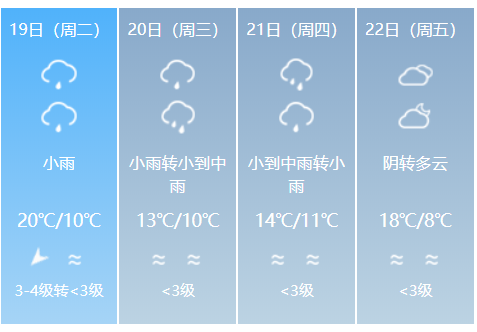 19日（周二）
20日（周三）
21日（周四）
22日（周五）
小雨
小雨转小到中
雨
小到中雨转小
雨
阴转多云
20℃/10℃
13℃/10℃
14℃/11℃
18℃/8℃
3-4级转<3级
<3级
<3级
<3级